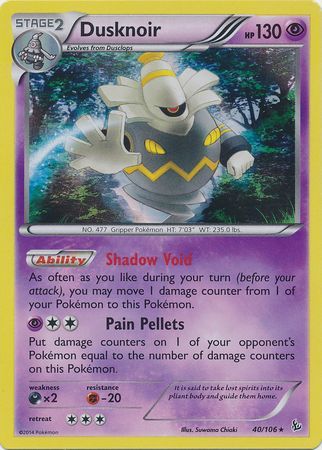 STAGE2
Dusknoir
HP130
Evolves from Dusclops
NO. 477 Gripper Pokémon HT: 7'03" WT: 235.0 lbs.
Ability Shadow Void
As often as you like during your turn (before your
attack), you may move 1 damage counter from 1 of
your Pokémon to this Pokémon.
Pain Pellets
Put damage counters on 1 of your opponent's
Pokémon equal to the number of damage counters
on this Pokémon.
weakness
×2
resistance
-20
retreat
It is said to take lost spirits into its
pliant body and guide them home.
©2014 Pokémon
Illus. Suwama Chiaki
40/106★